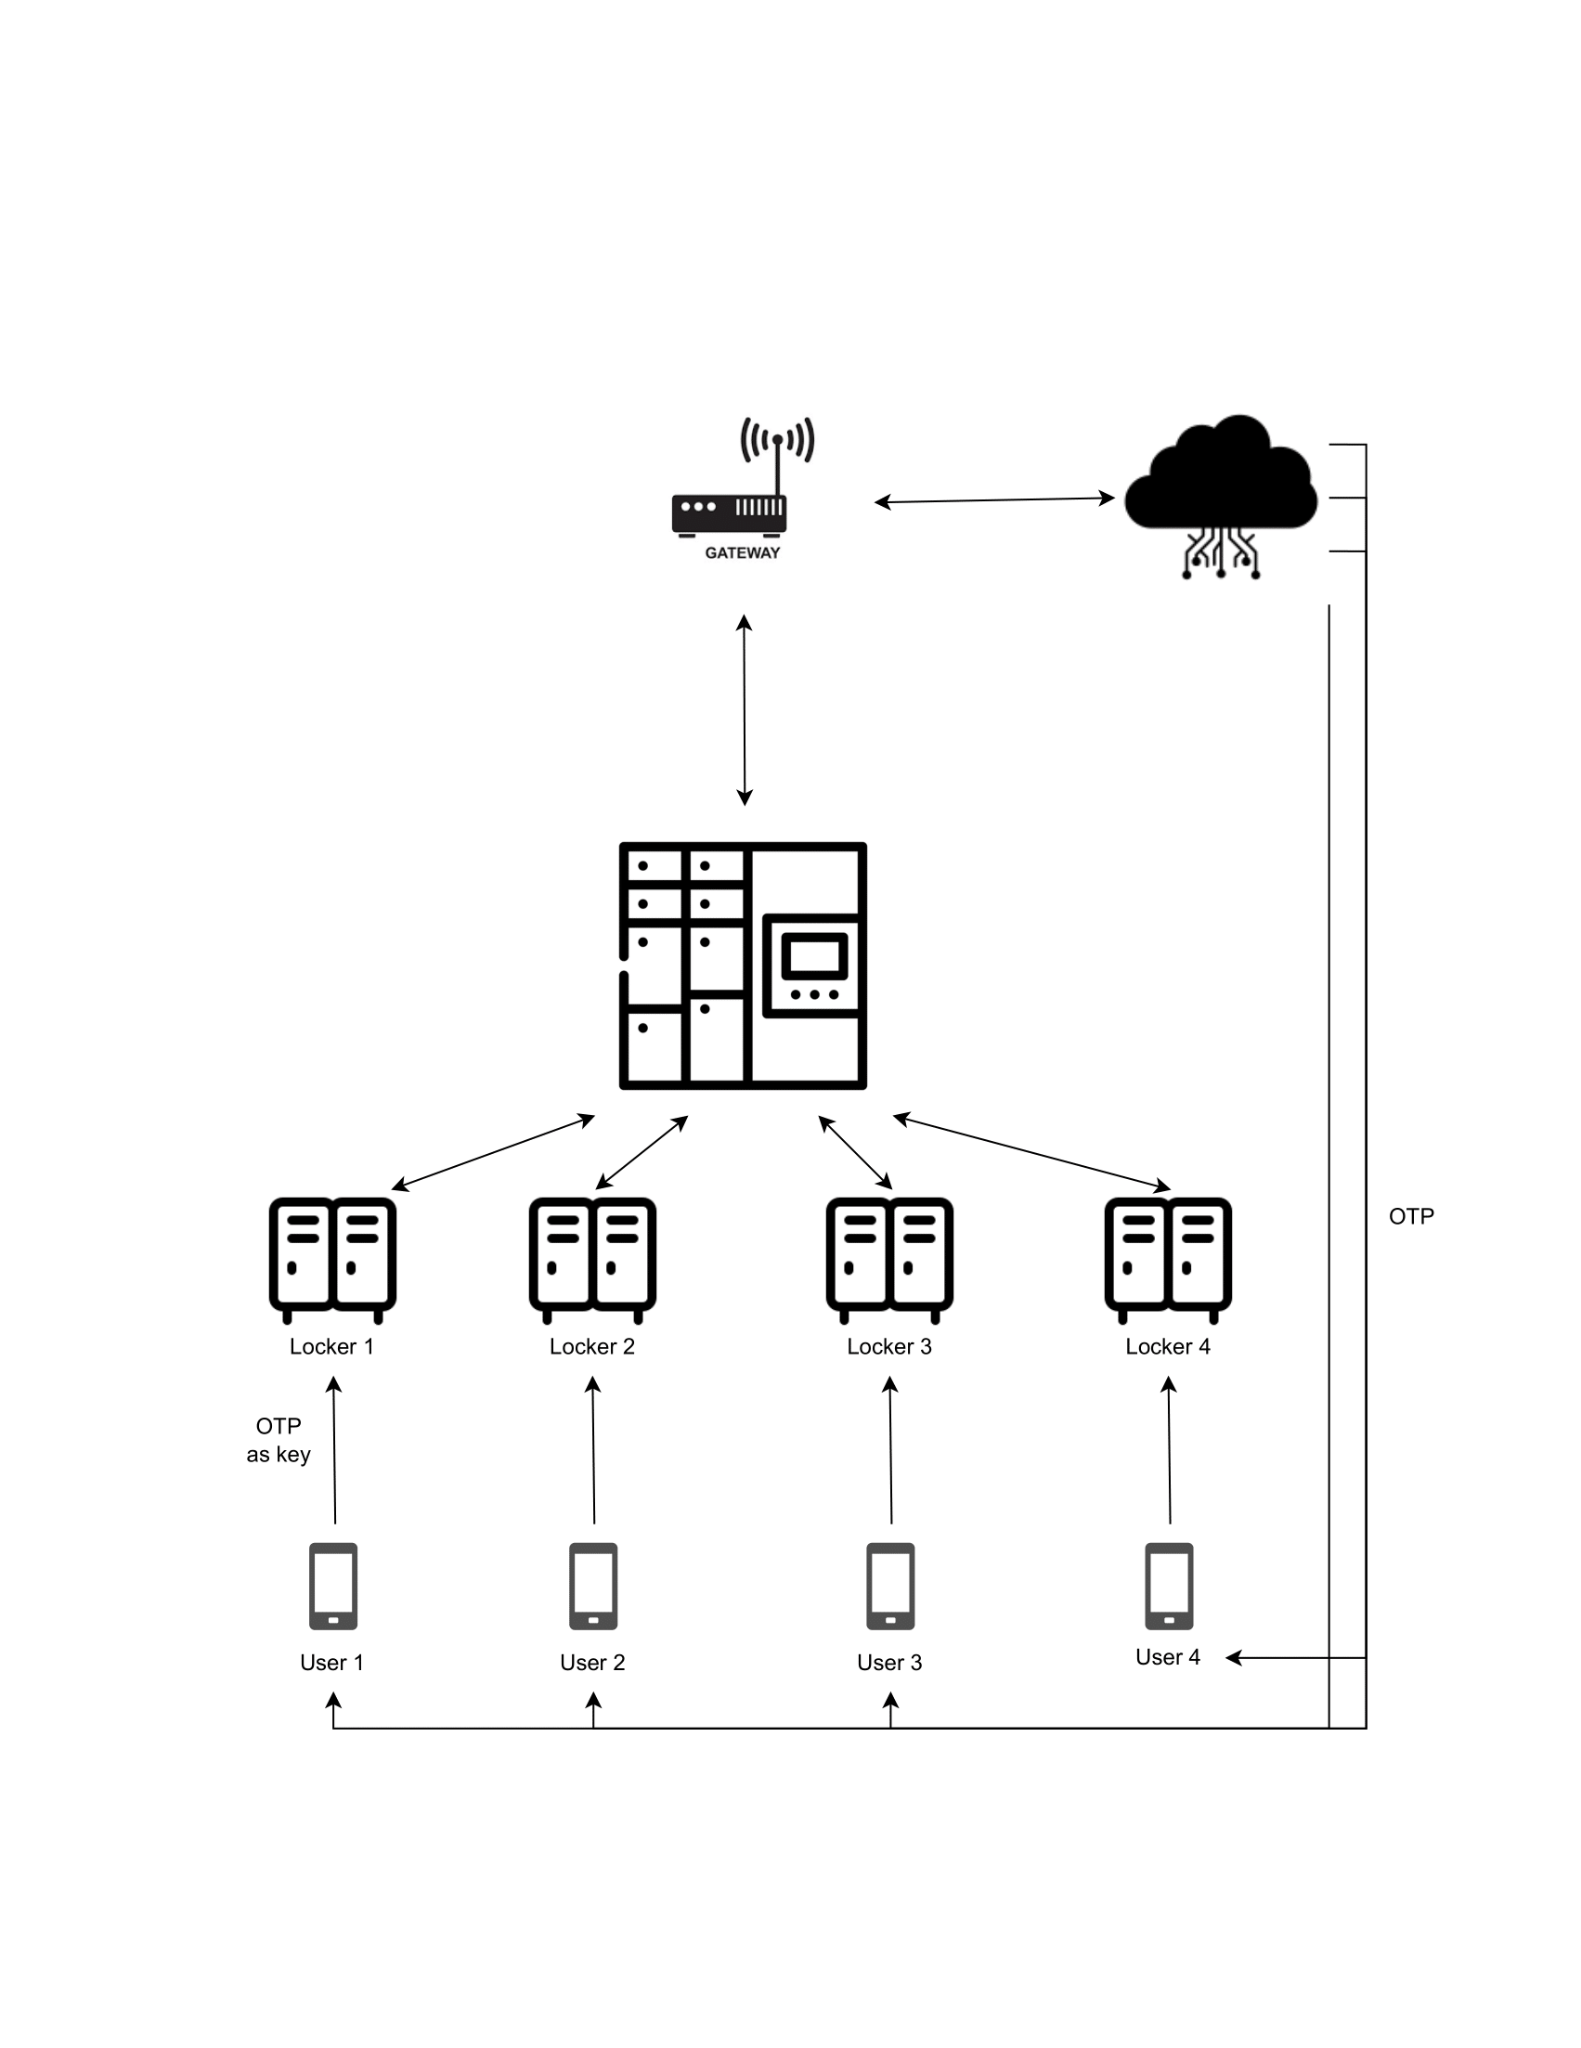 GATEWAY
OTP
Locker 1
Locker 2
Locker 3
Locker 4
OTP
as key
User 1
User 2
User 3
User 4